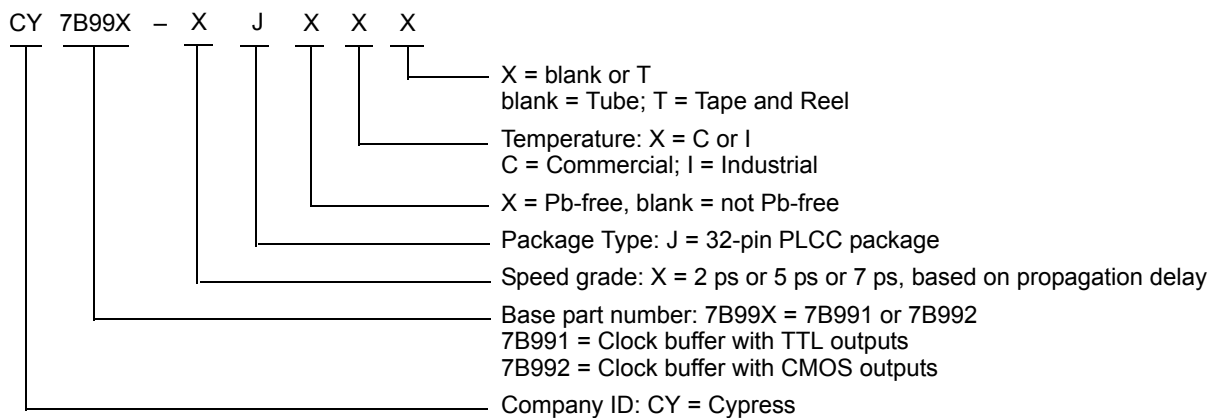 CY 7B99X – X J X X X
X = blank or T
blank = Tube; T = Tape and Reel
Temperature: X = C or I
C = Commercial; I = Industrial
X = Pb-free, blank = not Pb-free
Package Type: J = 32-pin PLCC package
Speed grade: X = 2 ps or 5 ps or 7 ps, based on propagation delay
Base part number: 7B99X = 7B991 or 7B992
7B991 = Clock buffer with TTL outputs
7B992 = Clock buffer with CMOS outputs
Company ID: CY = Cypress